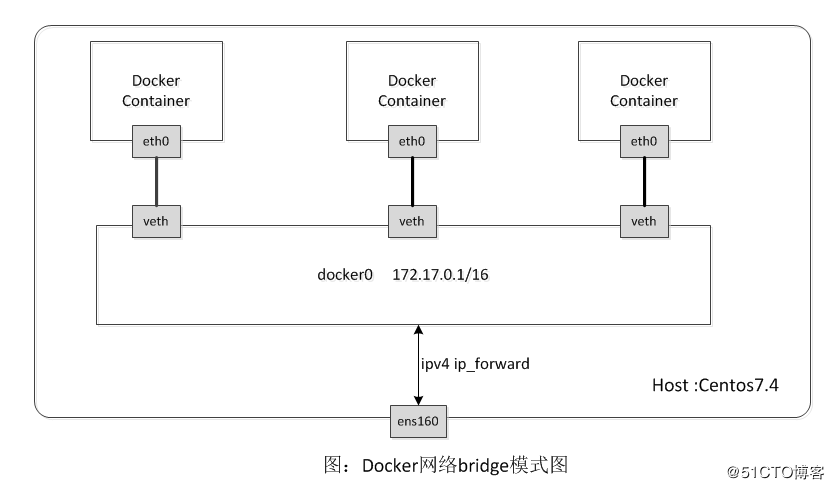 Docker
Container
Docker
Container
Docker
Container
eth0
eth0
eth0
veth
veth
veth
docker0 172.17.0.1/16
ipv4 ip_forward
Host :Centos7.4
ens160
图：Docker网络bridge模式图
@51CTO博客